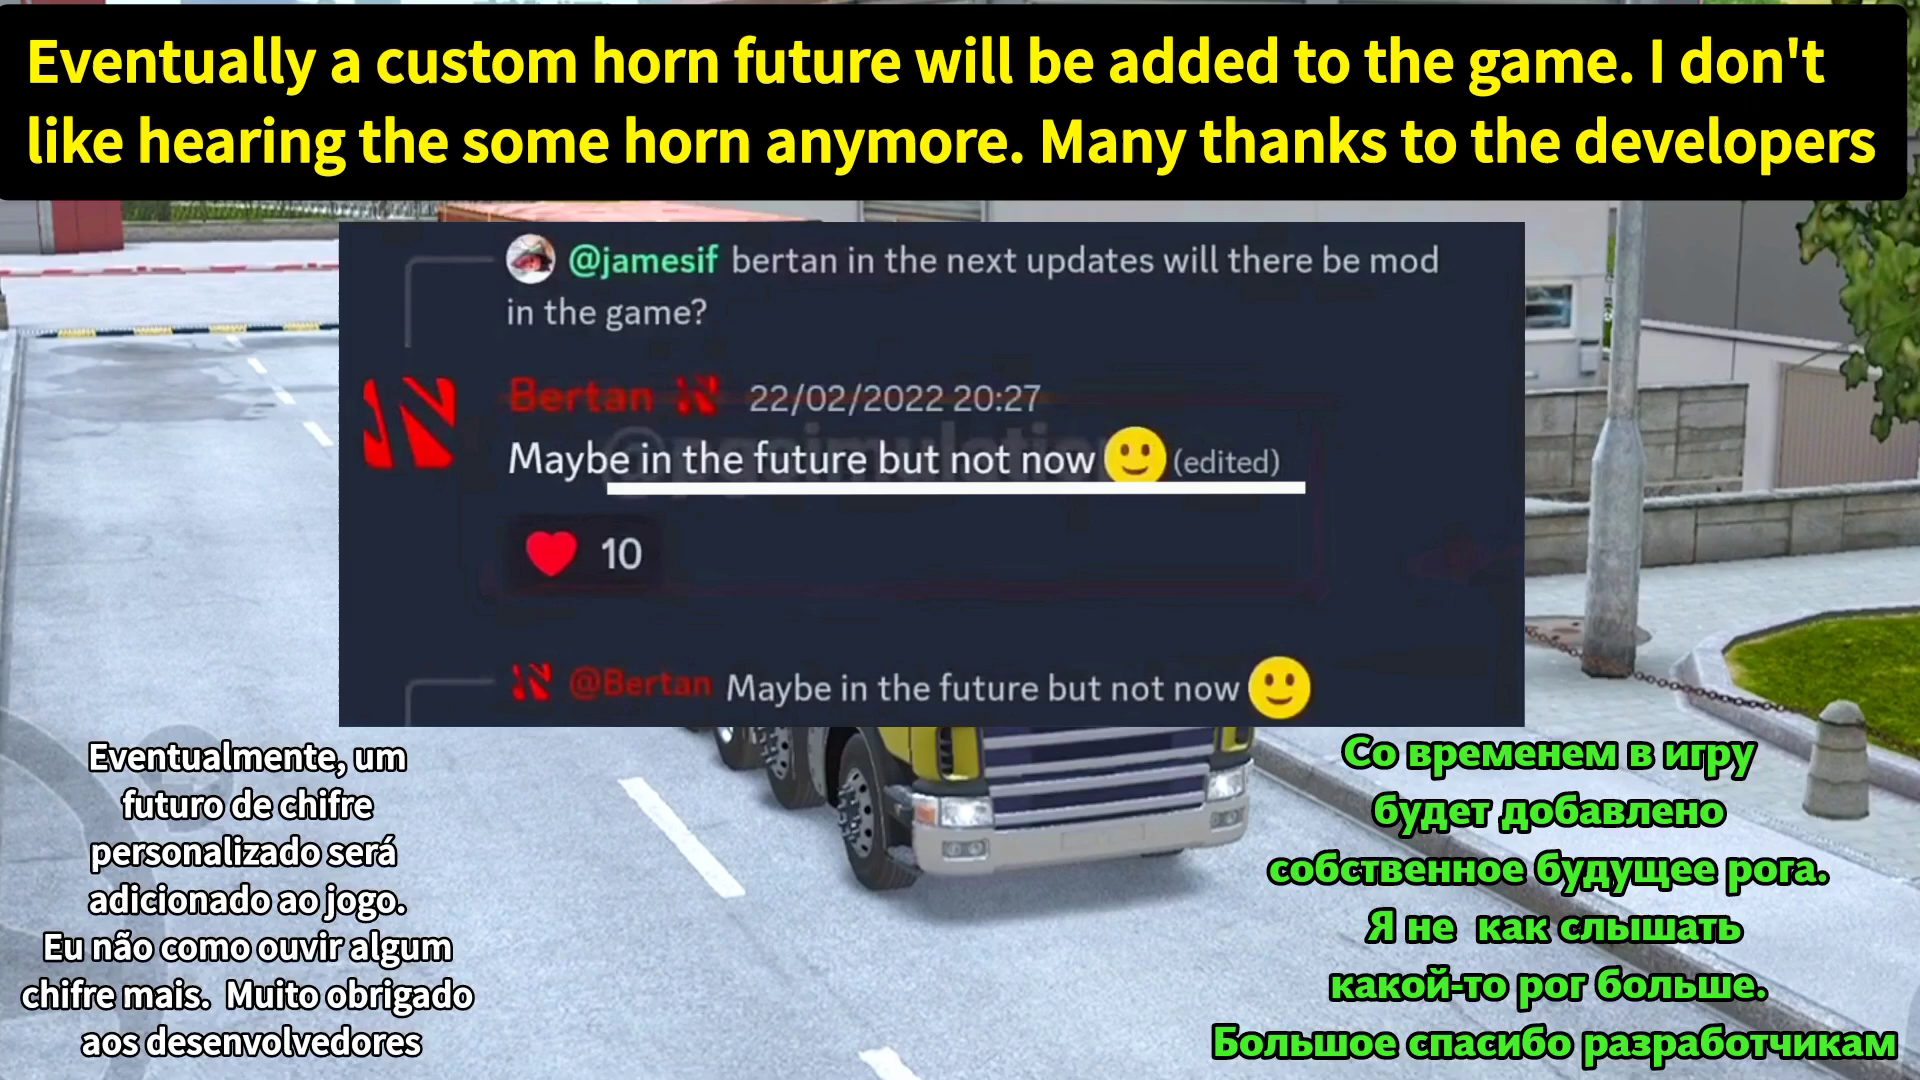 Eventually a custom horn future will be added to the game. I don't
like hearing the some horn anymore. Many thanks to the developers
@jamesif bertan in the next updates will there be mod
in the game?
Bertan 22/02/2022 20:27
Maybe in the future but not now 🙂 (edited)
❤ 10
@Bertan Maybe in the future but not now 🙂
Eventualmente, um
futuro de chifre
personalizado será
adicionado ao jogo.
Eu não como ouvir algum
chifre mais. Muito obrigado
aos desenvolvedores
Со временем в игру
будет добавлено
собственное будущее рога.
Я не как слышать
какой-то рог больше.
Большое спасибо разработчикам